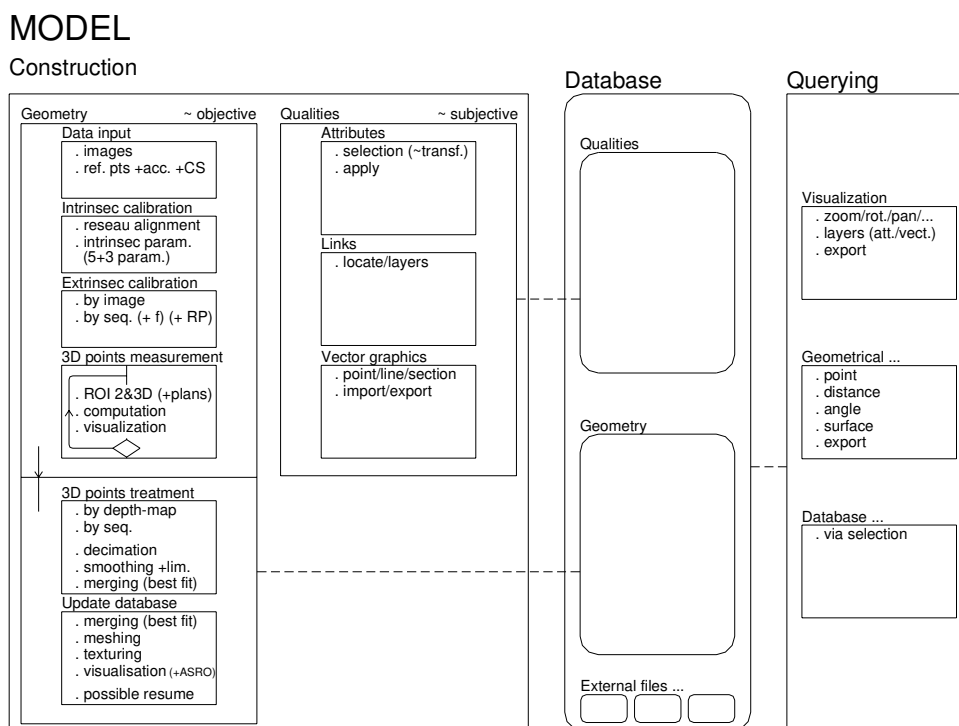 MODEL
Construction
Geometry ~ objective
Data input
. images
. ref. pts +acc. +CS
Intrinsec calibration
. reseau alignment
. intrinsec param.
(5+3 param.)
Extrinsec calibration
. by image
. by seq. (+ f) (+ RP)
3D points measurement
. ROI 2&3D (+plans)
. computation
. visualization
3D points treatment
. by depth-map
. by seq.
. decimation
. smoothing +lim.
. merging (best fit)
Update database
. merging (best fit)
. meshing
. texturing
. visualisation (+ASRO)
. possible resume
Qualities ~ subjective
Attributes
. selection (~transf.)
. apply
Links
. locate/layers
Vector graphics
. point/line/section
. import/export
Database
Qualities
Geometry
External files ...
Querying
Visualization
. zoom/rot./pan/...
. layers (att./vect.)
. export
Geometrical ...
. point
. distance
. angle
. surface
. export
Database ...
. via selection